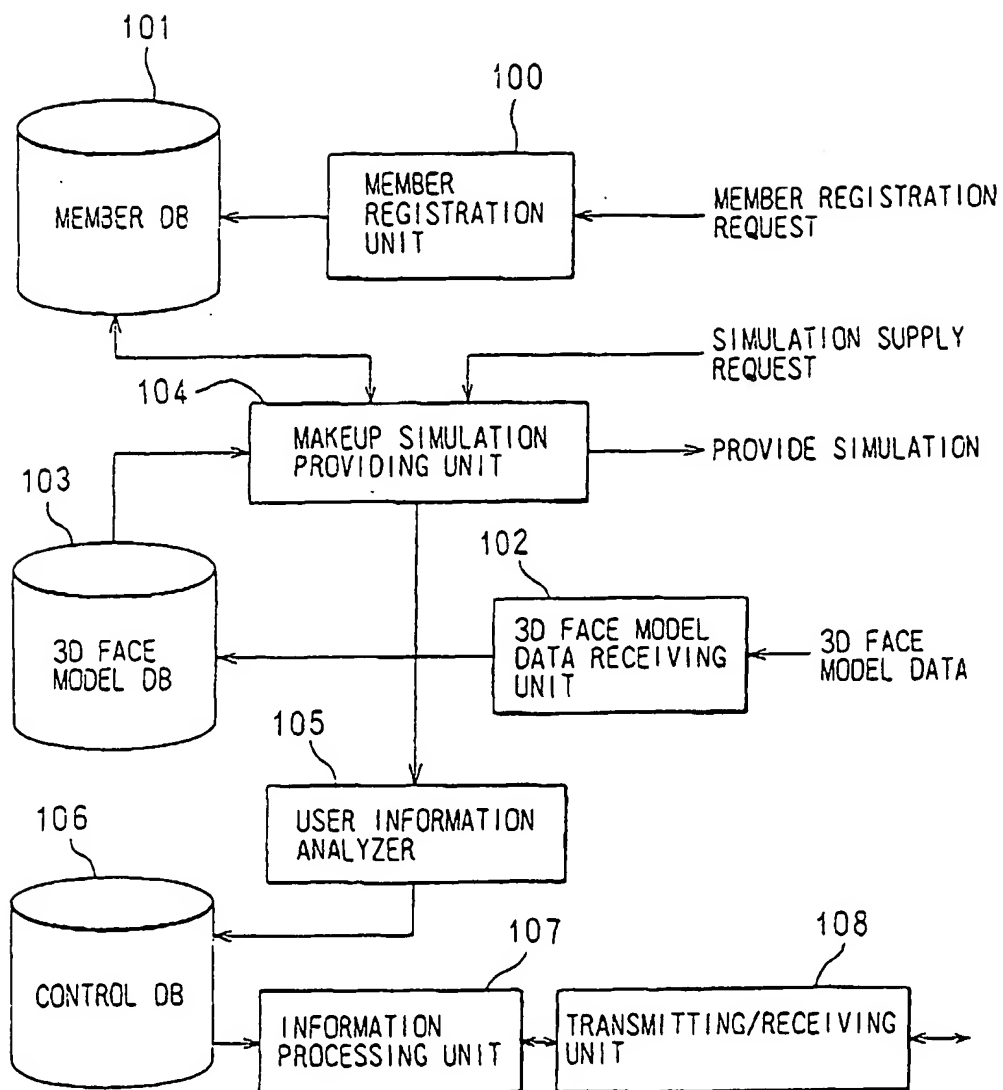 101
100
MEMBER DB
MEMBER
REGISTRATION
UNIT
MEMBER REGISTRATION
REQUEST
SIMULATION SUPPLY
REQUEST
104
MAKEUP SIMULATION
PROVIDING UNIT
PROVIDE SIMULATION
103
102
3D FACE
MODEL DB
3D FACE MODEL
DATA RECEIVING
UNIT
3D FACE
MODEL DATA
105
USER INFORMATION
ANALYZER
106
107
108
CONTROL DB
INFORMATION
PROCESSING UNIT
TRANSMITTING/RECEIVING
UNIT